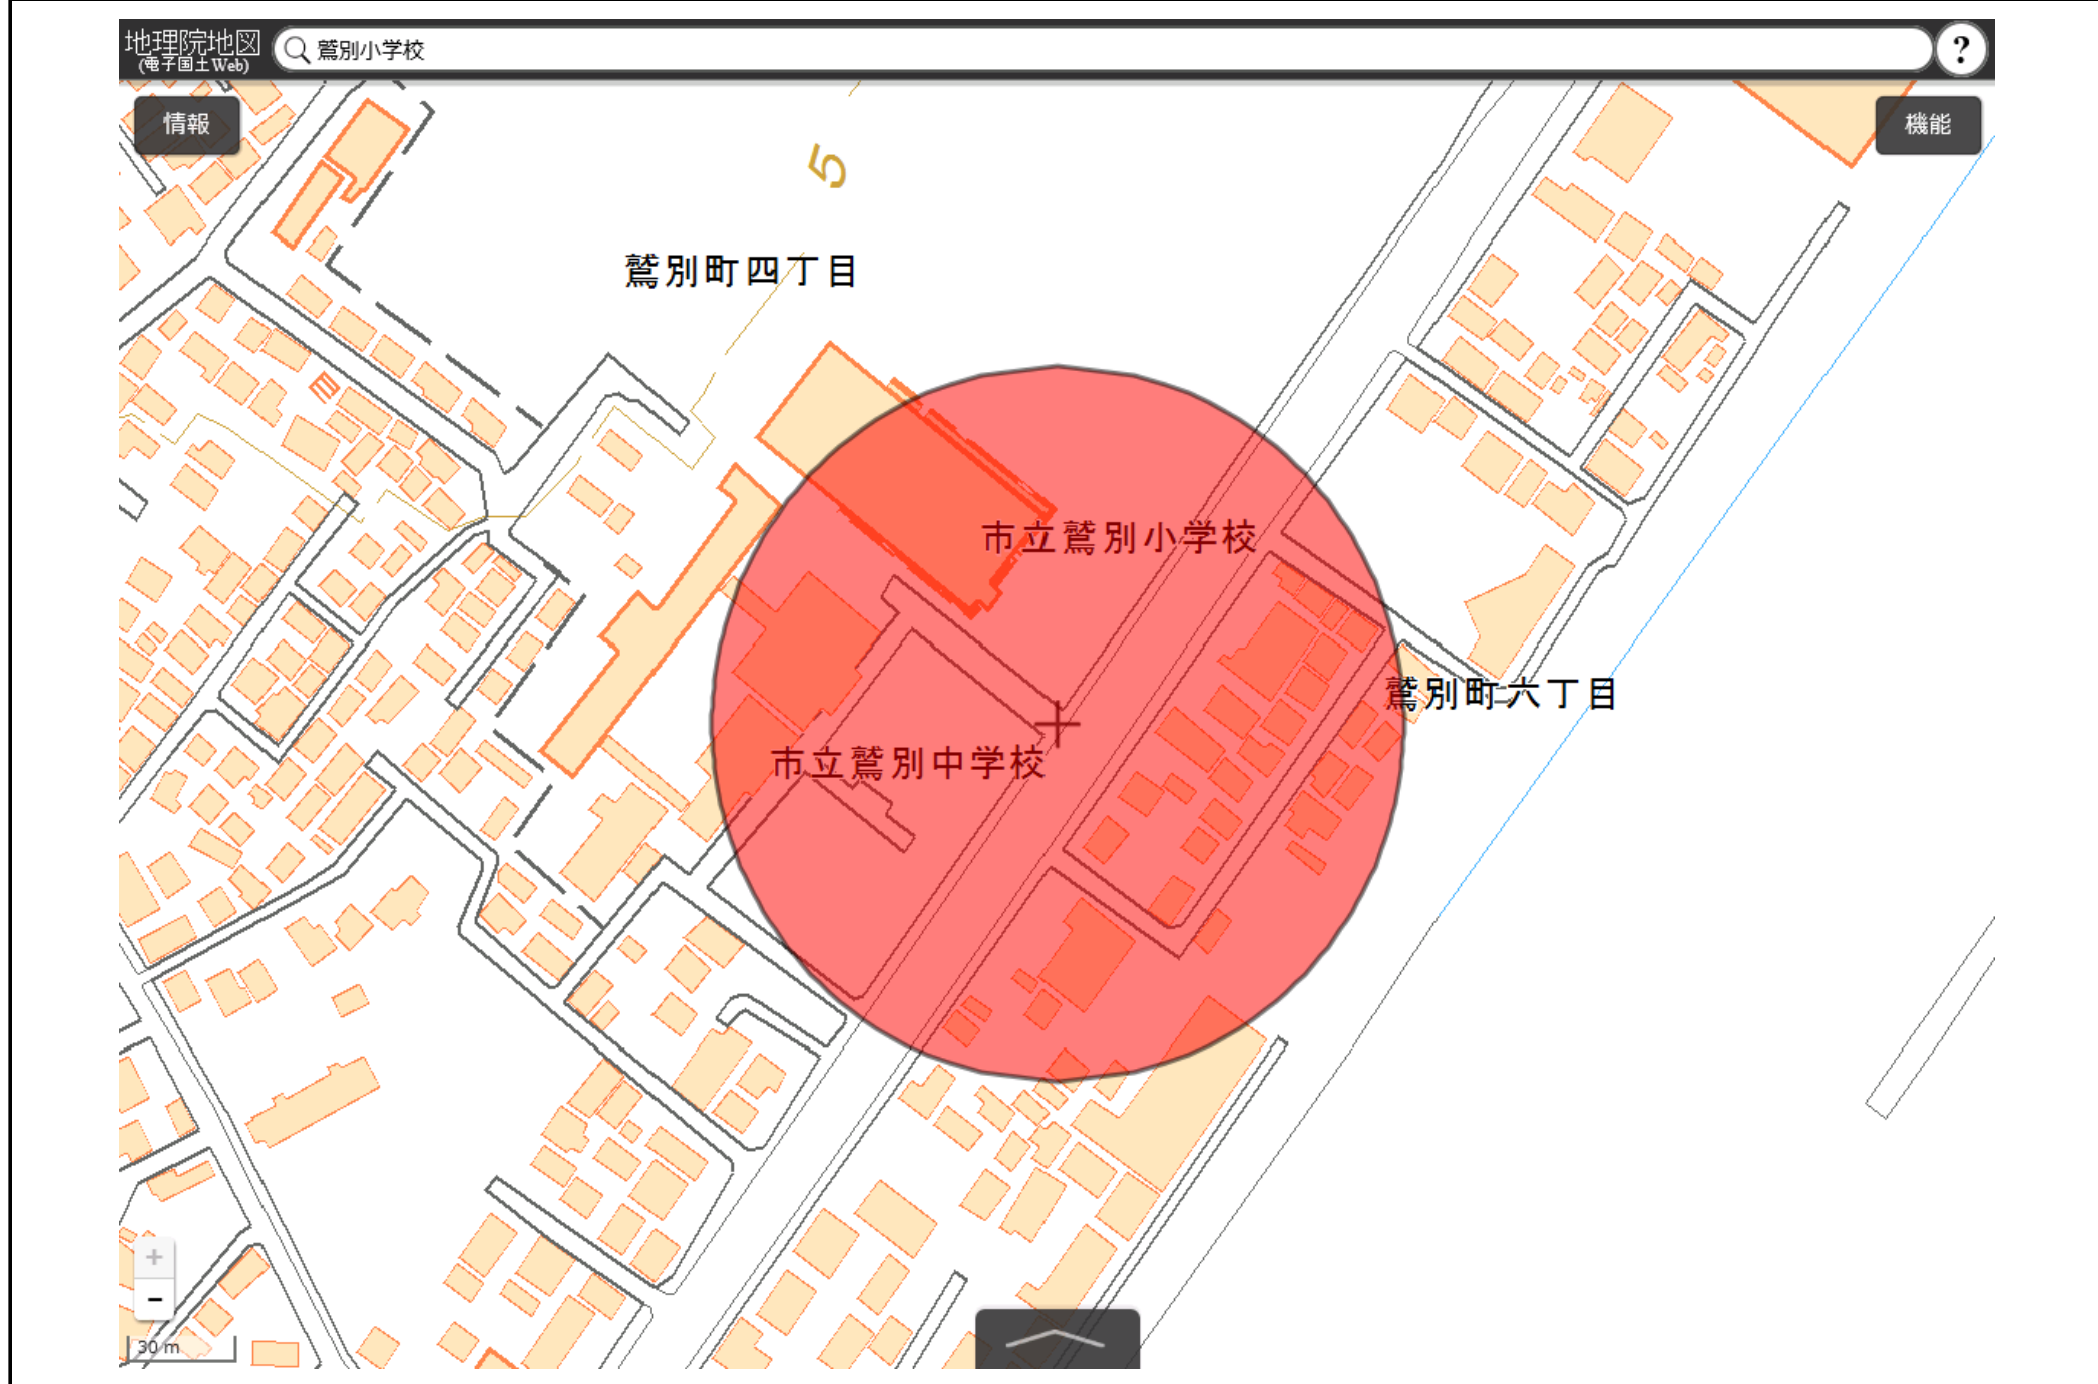 地理院地図
(電子国土Web)
鷲別小学校
?
情報
機能
5
鷲別町四丁目
市立鷲別小学校
鷲別町六丁目
市立鷲別中学校
+
-
30 m